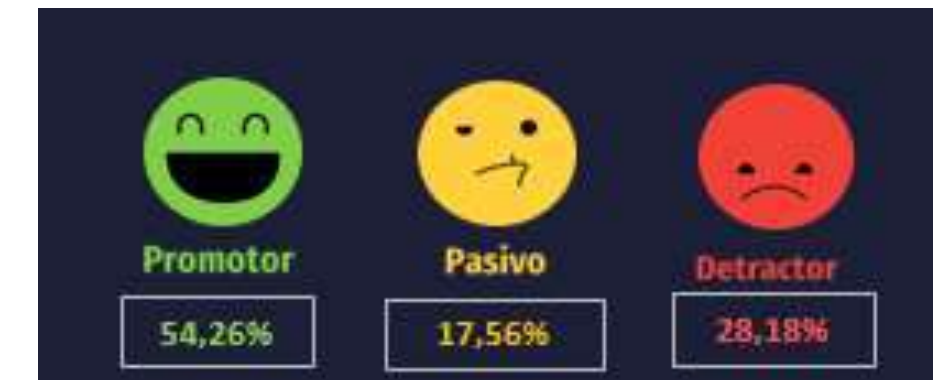 Promotor
Pasivo
Detractor
54,26%
17,56%
28,18%